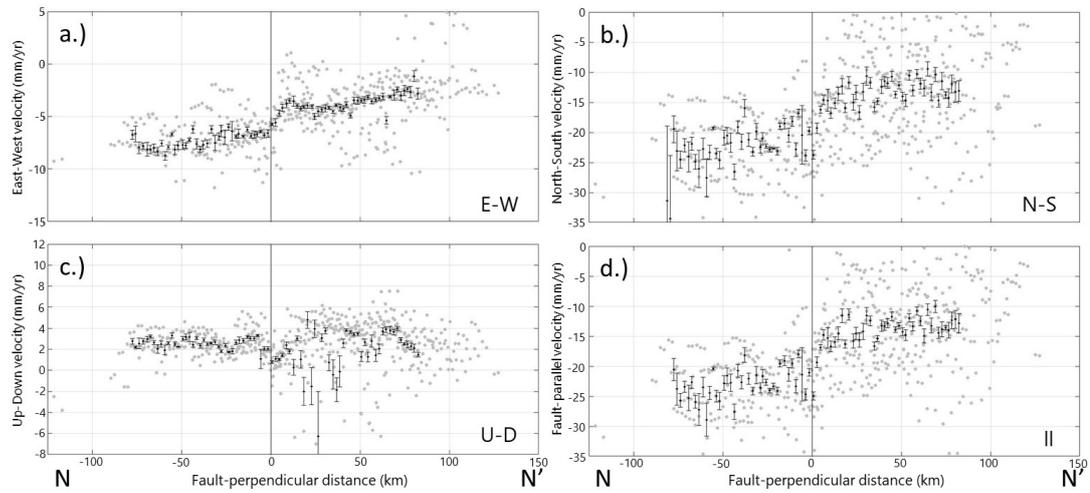 a.)
5
0
-5
-10
-15
East-West velocity (mm/yr)
E-W
b.)
0
-5
-10
-15
-20
-25
-30
-35
North-South velocity (mm/yr)
N-S
c.)
12
10
8
6
4
2
0
-2
-4
-6
-8
Up-Down velocity (mm/yr)
U-D
-100 -50 0 50 100 150
N Fault-perpendicular distance (km) N’
d.)
0
-5
-10
-15
-20
-25
-30
-35
Fault-parallel velocity (mm/yr)
II
-100 -50 0 50 100 150
N Fault-perpendicular distance (km) N’